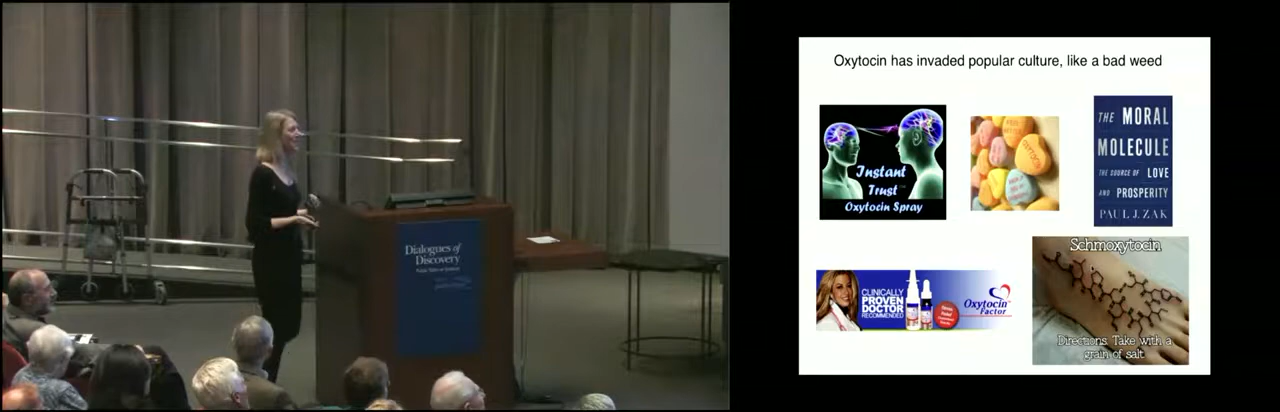 Dialogues of
Discovery
Oxytocin has invaded popular culture, like a bad weed
Instant
Trust
Oxytocin Spray
THE MORAL
MOLECULE
THE SOURCE OF LOVE
AND PROSPERITY
PAUL J. ZAK
CLINICALLY
PROVEN
DOCTOR
RECOMMENDED
Oxytocin
Factor
Schmoxytocin
Directions: Take with a
grain of salt